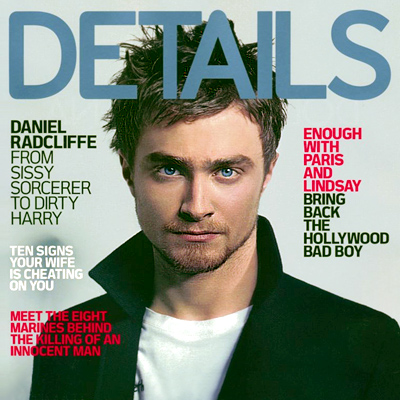 DETAILS
DANIEL
RADCLIFFE
FROM
SISSY
SORCERER
TO DIRTY
HARRY
TEN SIGNS
YOUR WIFE
IS CHEATING
ON YOU
MEET THE EIGHT
MARINES BEHIND
THE KILLING OF AN
INNOCENT MAN
ENOUGH
WITH
PARIS
AND
LINDSAY
BRING
BACK
THE
HOLLYWOOD
BAD BOY